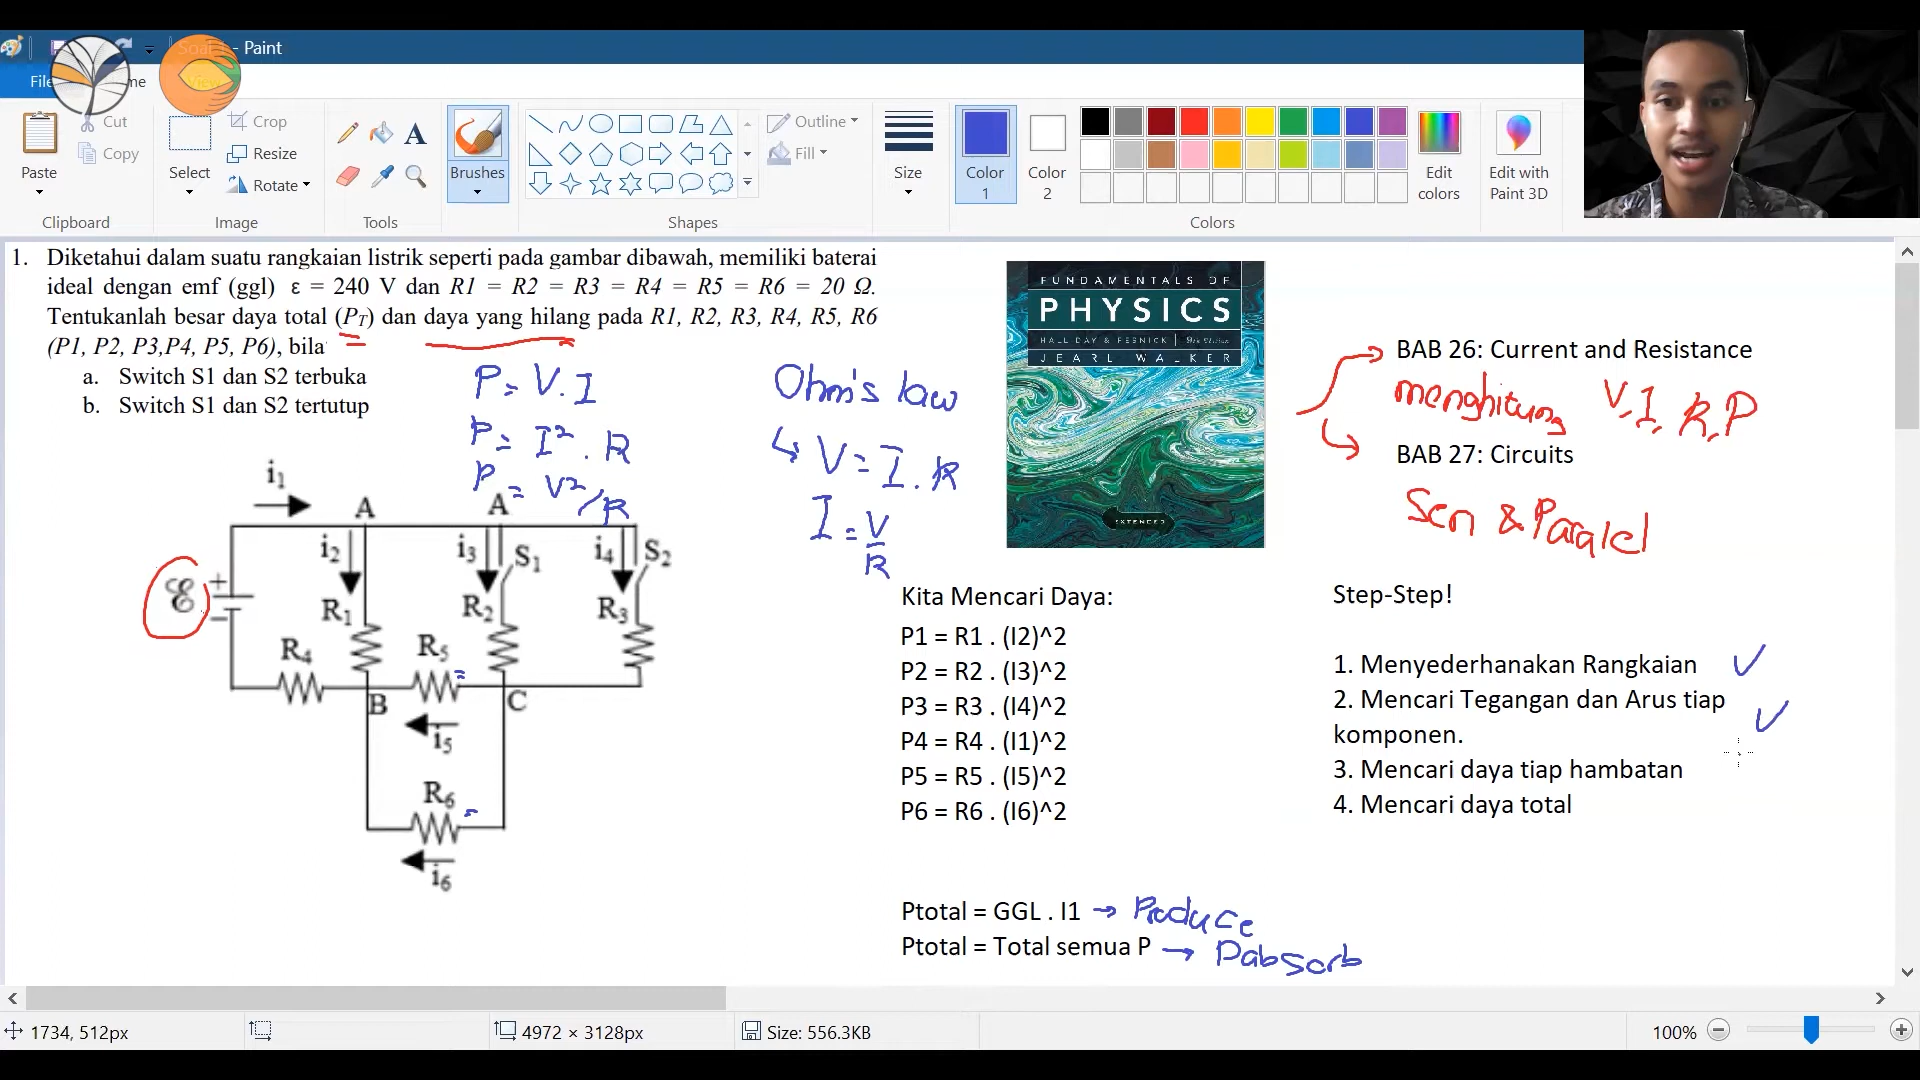 - Paint
File
me
View
Cut
Copy
Paste
Clipboard
Select
Crop
Resize
Rotate
Image
Tools
Brushes
Outline
Fill
Shapes
Size
Color 1
Color 2
Edit colors
Edit with Paint 3D
Colors
1. Diketahui dalam suatu rangkaian listrik seperti pada gambar dibawah, memiliki baterai
ideal dengan emf (ggl) ε = 240 V dan R1 = R2 = R3 = R4 = R5 = R6 = 20 Ω.
Tentukanlah besar daya total (PT) dan daya yang hilang pada R1, R2, R3, R4, R5, R6
(P1, P2, P3,P4, P5, P6), bila
a. Switch S1 dan S2 terbuka
b. Switch S1 dan S2 tertutup
P = V . I
P = I² . R
P = V²/R
Ohm's law
↳ V = I . R
I = V/R
i1
A
A
i2
i3
S1
i4
S2
ℰ
+
-
R1
R2
R3
R4
R5 =
B
C
i5
R6 =
i6
FUNDAMENTALS OF
PHYSICS
HALLIDAY & RESNICK | 9th Edition
JEARL WALKER
EXTENDED
BAB 26: Current and Resistance
menghitung V, I, R, P
BAB 27: Circuits
Seri & Paralel
Kita Mencari Daya:
P1 = R1 . (I2)^2
P2 = R2 . (I3)^2
P3 = R3 . (I4)^2
P4 = R4 . (I1)^2
P5 = R5 . (I5)^2
P6 = R6 . (I6)^2
Ptotal = GGL . I1 → Produce
Ptotal = Total semua P → Pabsorb
Step-Step!
1. Menyederhanakan Rangkaian ✓
2. Mencari Tegangan dan Arus tiap
komponen. ✓
3. Mencari daya tiap hambatan
4. Mencari daya total
1734, 512px
4972 × 3128px
Size: 556.3KB
100%